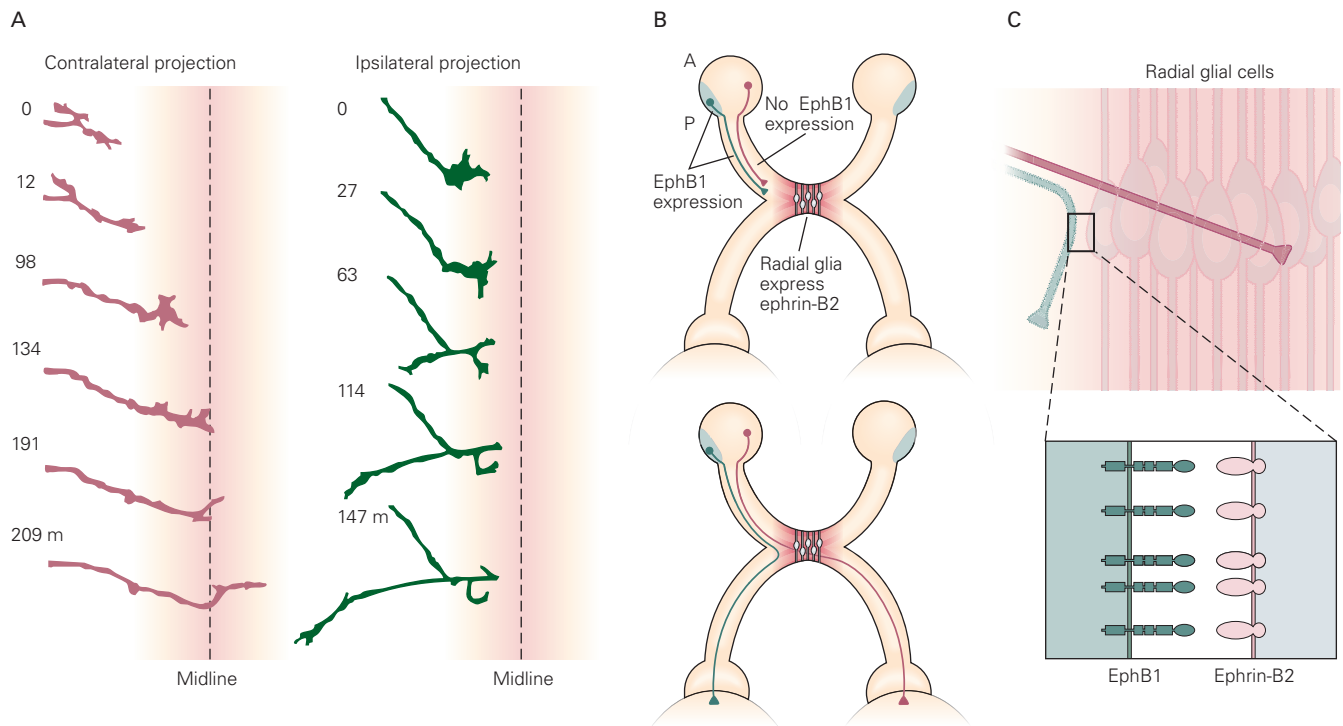 A
Contralateral projection
0
12
98
134
191
209 m
Midline
Ipsilateral projection
0
27
63
114
147 m
Midline
B
A
P
No EphB1
expression
EphB1
expression
Radial glia
express
ephrin-B2
C
Radial glial cells
EphB1
Ephrin-B2